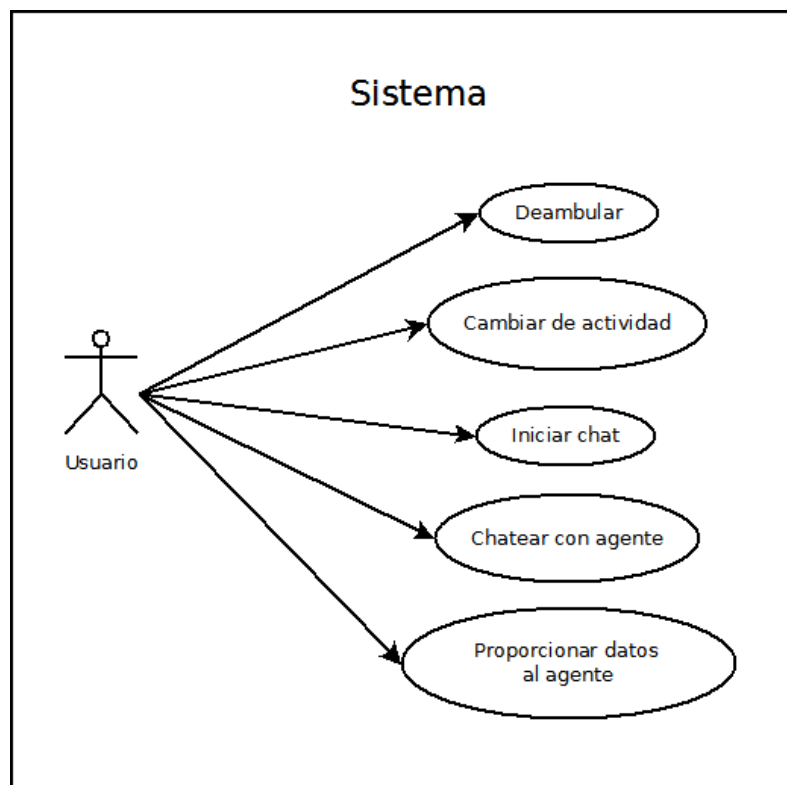 Sistema
Deambular
Cambiar de actividad
Iniciar chat
Usuario
Chatear con agente
Proporcionar datos
al agente